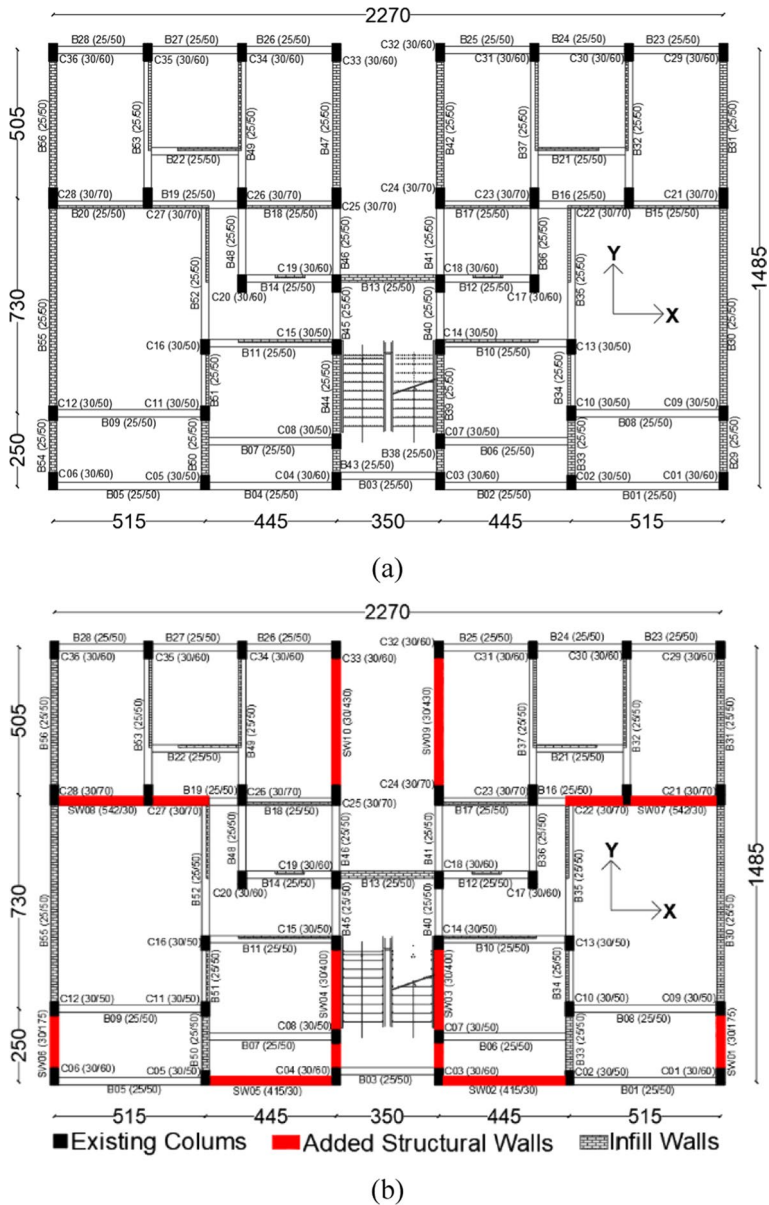 2270
B28 (25/50) B27 (25/50) B26 (25/50) C32 (30/60) B25 (25/50) B24 (25/50) B23 (25/50)
C36 (30/60) C35 (30/60) C34 (30/60) C33 (30/60) C31 (30/60) C30 (30/60) C29 (30/60)
505
B56 (25/50) B53 (25/50) B49 (25/50) B47 (25/50) B42 (25/50) B37 (25/50) B32 (25/50) B31 (25/50)
B22 (25/50) B21 (25/50)
C28 (30/70) B19 (25/50) C26 (30/70) C24 (30/70) C23 (30/70) B16 (25/50) C21 (30/70)
B20 (25/50) C27 (30/70) B18 (25/50) C25 (30/70) B17 (25/50) C22 (30/70) B15 (25/50)
B48 (25/50) B46 (25/50) B41 (25/50) B36 (25/50)
Y
1485
C19 (30/60) C18 (30/60)
B52 (25/50) B14 (25/50) B13 (25/50) B12 (25/50) B35 (25/50)
C20 (30/60) C17 (30/60)
730
X
B55 (25/50) B45 (25/50) B40 (25/50) B30 (25/50)
C16 (30/50) C15 (30/50) C14 (30/50) C13 (30/50)
B11 (25/50) B10 (25/50)
B51 (25/50) B44 (25/50) B39 (25/50) B34 (25/50)
C12 (30/50) C11 (30/50) C10 (30/50) C09 (30/50)
B09 (25/50) C08 (30/50) C07 (30/50) B08 (25/50)
250
B54 (25/50) B50 (25/50) B07 (25/50) B38 (25/50) B06 (25/50) B33 (25/50) B29 (25/50)
B43 (25/50)
C06 (30/60) C05 (30/50) C04 (30/60) C03 (30/60) C02 (30/50) C01 (30/60)
B05 (25/50) B04 (25/50) B03 (25/50) B02 (25/50) B01 (25/50)
515 445 350 445 515
(a)
2270
B28 (25/50) B27 (25/50) B26 (25/50) C32 (30/60) B25 (25/50) B24 (25/50) B23 (25/50)
C36 (30/60) C35 (30/60) C34 (30/60) C33 (30/60) C31 (30/60) C30 (30/60) C29 (30/60)
505
B56 (25/50) B53 (25/50) B49 (25/50) SW10 (30/430) SW09 (30/430) B37 (25/50) B32 (25/50) B31 (25/50)
B22 (25/50) B21 (25/50)
C28 (30/70) B19 (25/50) C26 (30/70) C24 (30/70) C23 (30/70) B16 (25/50) C21 (30/70)
SW08 (542/30) C27 (30/70) B18 (25/50) C25 (30/70) B17 (25/50) C22 (30/70) SW07 (542/30)
B48 (25/50) B46 (25/50) B41 (25/50) B36 (25/50)
Y
1485
C19 (30/60) C18 (30/60)
B52 (25/50) B14 (25/50) B13 (25/50) B12 (25/50) B35 (25/50)
C20 (30/60) C17 (30/60)
730
X
B55 (25/50) B45 (25/50) B40 (25/50) B30 (25/50)
C16 (30/50) C15 (30/50) C14 (30/50) C13 (30/50)
B11 (25/50) B10 (25/50)
B51 (25/50) SW04 (30/400) SW03 (30/400) B34 (25/50)
C12 (30/50) C11 (30/50) C10 (30/50) C09 (30/50)
B09 (25/50) C08 (30/50) C07 (30/50) B08 (25/50)
250
SW06 (30/175) B50 (25/50) B07 (25/50) B06 (25/50) B33 (25/50) SW01 (30/175)
C06 (30/60) C05 (30/50) C04 (30/60) C03 (30/60) C02 (30/50) C01 (30/60)
B05 (25/50) SW05 (415/30) B03 (25/50) SW02 (415/30) B01 (25/50)
515 445 350 445 515
Existing Colums Added Structural Walls Infill Walls
(b)